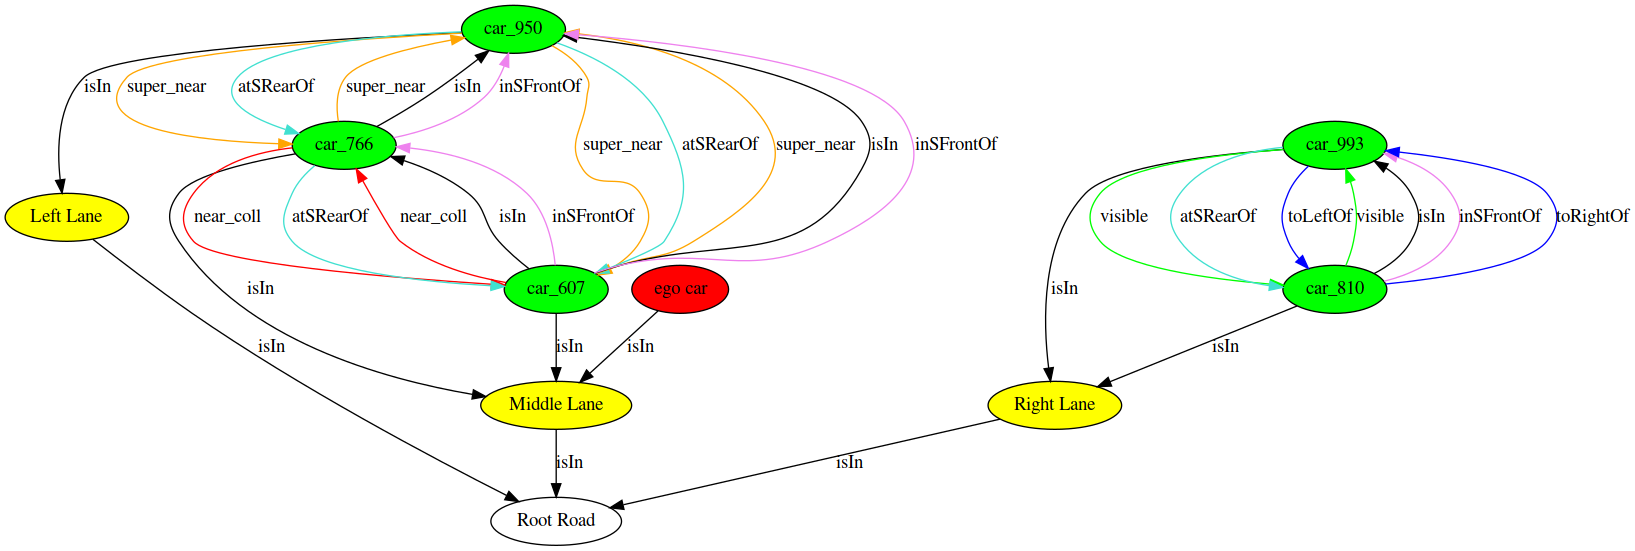 car_950
isIn
super_near
atSRearOf
super_near
isIn
inSFrontOf
car_766
super_near
atSRearOf
super_near
isIn
inSFrontOf
car_993
Left Lane
near_coll
atSRearOf
near_coll
isIn
inSFrontOf
visible
atSRearOf
toLeftOf
visible
isIn
inSFrontOf
toRightOf
isIn
car_607
ego car
isIn
car_810
isIn
isIn
isIn
isIn
Middle Lane
Right Lane
isIn
isIn
Root Road